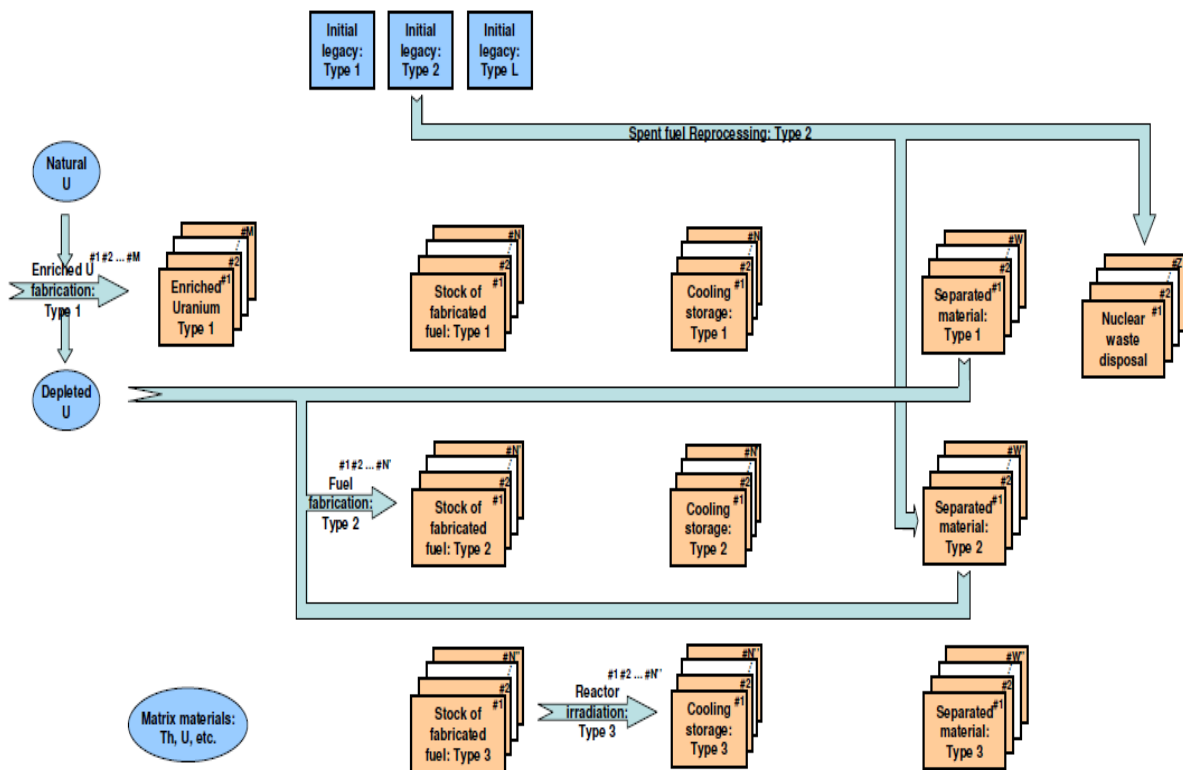 Initial
legacy:
Type 1
Initial
legacy:
Type 2
Initial
legacy:
Type L
Spent fuel Reprocessing: Type 2
Natural
U
#1 #2 ... #M
Enriched U
fabrication:
Type 1
#M
#2
#1
Enriched
Uranium
Type 1
#N
#2
#1
Stock of
fabricated
fuel: Type 1
#N
#2
#1
Cooling
storage:
Type 1
#W
#2
#1
Separated
material:
Type 1
#Z
#2
#1
Nuclear
waste
disposal
Depleted
U
#1 #2 ... #N'
Fuel
fabrication:
Type 2
#N'
#2
#1
Stock of
fabricated
fuel: Type 2
#N'
#2
#1
Cooling
storage:
Type 2
#W'
#2
#1
Separated
material:
Type 2
Matrix materials:
Th, U, etc.
#N''
#2
#1
Stock of
fabricated
fuel: Type 3
#1 #2 ... #N''
Reactor
irradiation:
Type 3
#N''
#2
#1
Cooling
storage:
Type 3
#W''
#2
#1
Separated
material:
Type 3